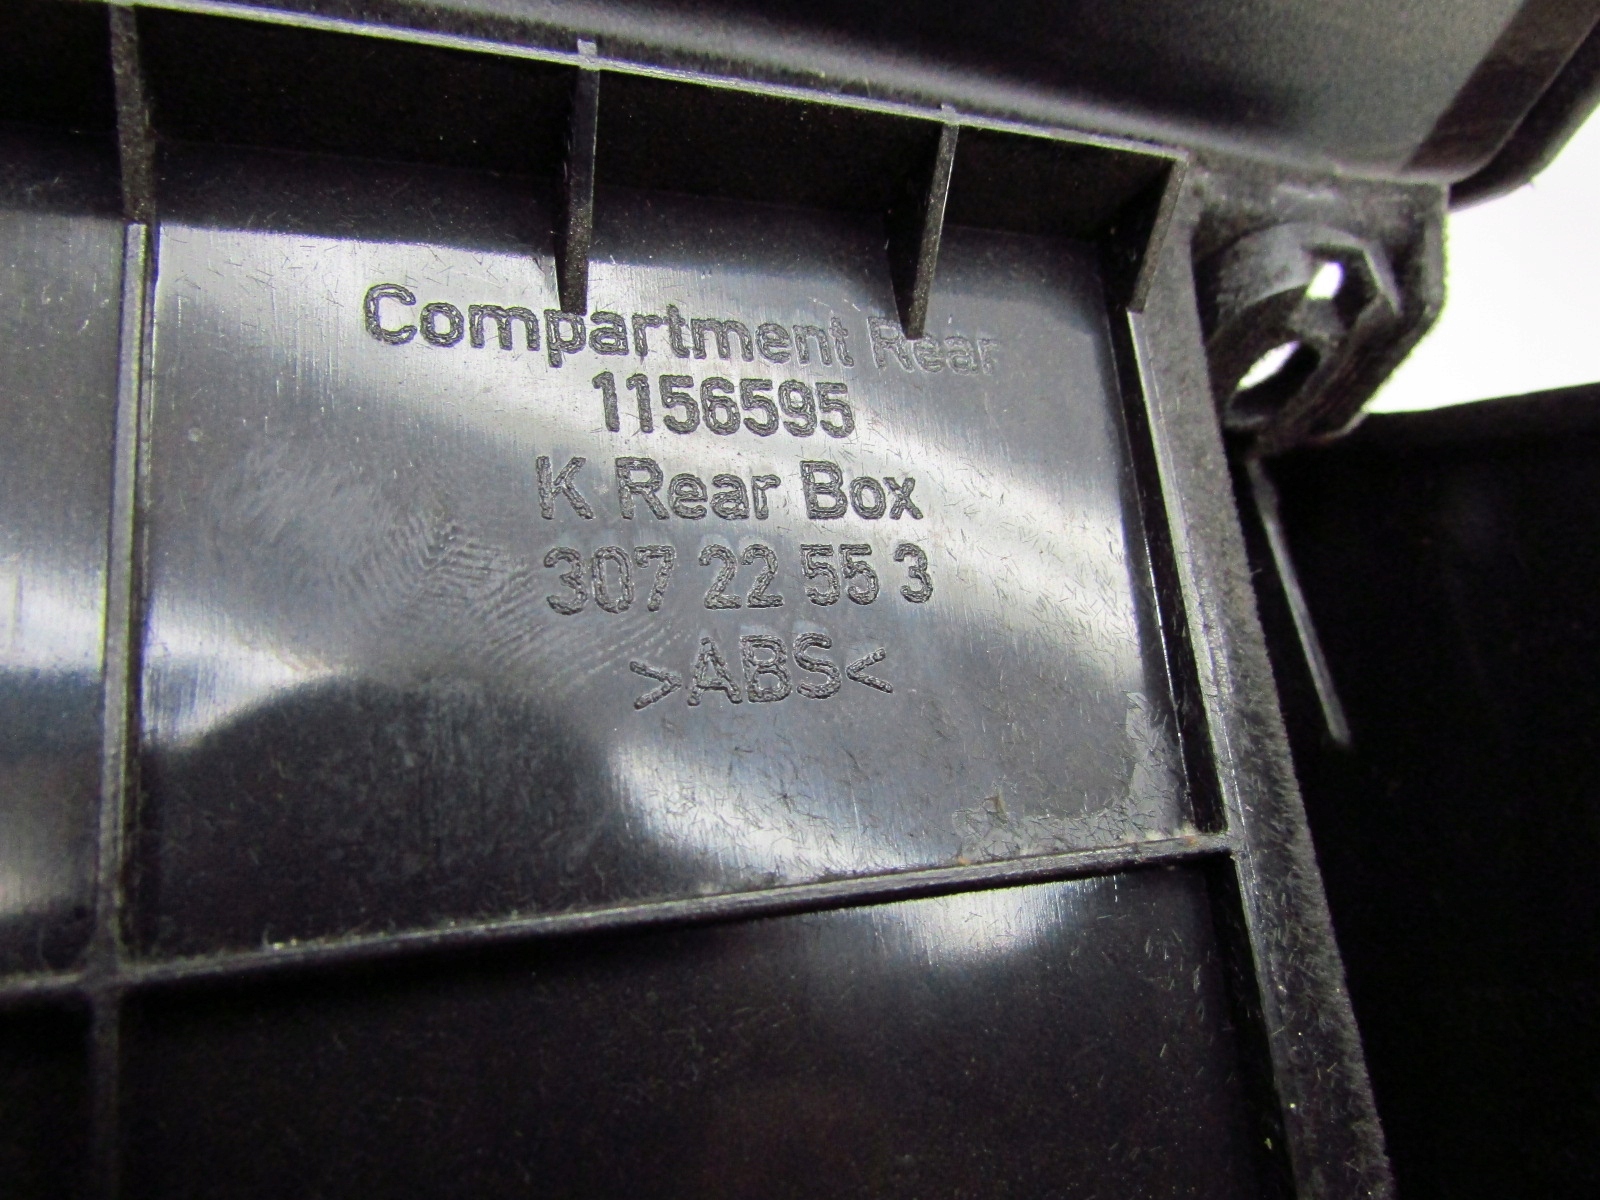 Compartment Rear
1156595
K Rear Box
307 22 55 3
>ABS<